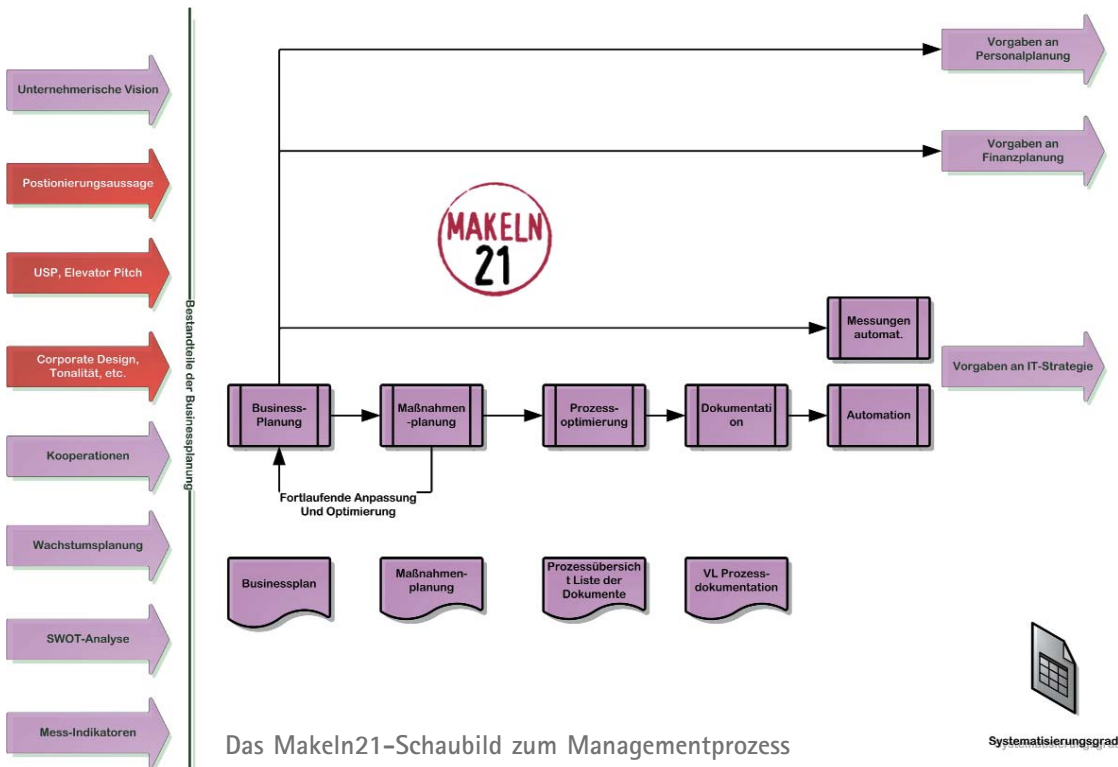 Unternehmerische Vision
Postionierungsaussage
USP, Elevator Pitch
Corporate Design,
Tonalität, etc.
Kooperationen
Wachstumsplanung
SWOT-Analyse
Mess-Indikatoren
Bestandteile der Businessplanung
Vorgaben an
Personalplanung
Vorgaben an
Finanzplanung
MAKELN
21
Messungen
automat.
Vorgaben an IT-Strategie
Business-
Planung
Maßnahmen
-planung
Prozess-
optimierung
Dokumentati
on
Automation
Fortlaufende Anpassung
Und Optimierung
Businessplan
Maßnahmen-
planung
Prozessübersich
t Liste der
Dokumente
VL Prozess-
dokumentation
Systematisierungsgrad
Das Makeln21-Schaubild zum Managementprozess